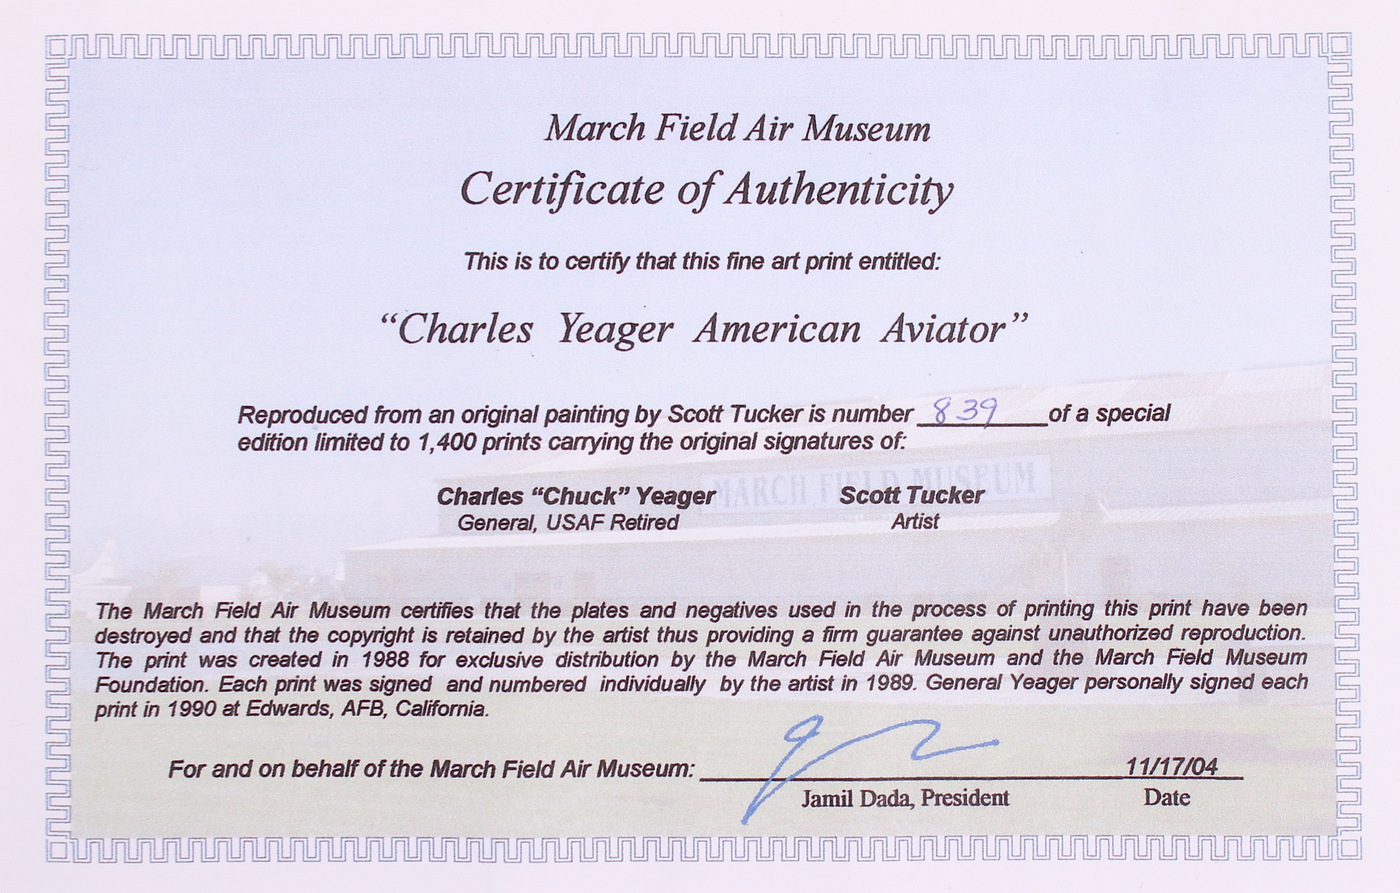 March Field Air Museum
Certificate of Authenticity
This is to certify that this fine art print entitled:
“Charles Yeager American Aviator”
Reproduced from an original painting by Scott Tucker is number 839 of a special
edition limited to 1,400 prints carrying the original signatures of:
MARCH FIELD MUSEUM
Charles “Chuck” Yeager Scott Tucker
General, USAF Retired Artist
The March Field Air Museum certifies that the plates and negatives used in the process of printing this print have been
destroyed and that the copyright is retained by the artist thus providing a firm guarantee against unauthorized reproduction.
The print was created in 1988 for exclusive distribution by the March Field Air Museum and the March Field Museum
Foundation. Each print was signed and numbered individually by the artist in 1989. General Yeager personally signed each
print in 1990 at Edwards, AFB, California.
For and on behalf of the March Field Air Museum: 11/17/04
Jamil Dada, President Date